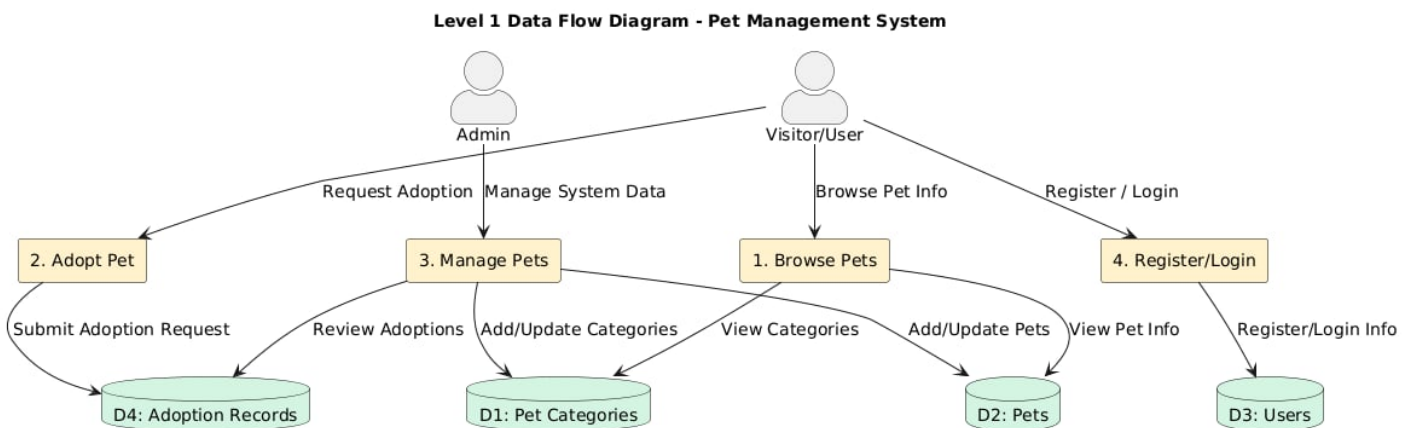 Level 1 Data Flow Diagram - Pet Management System
Admin
Visitor/User
Request Adoption
Manage System Data
Browse Pet Info
Register / Login
2. Adopt Pet
3. Manage Pets
1. Browse Pets
4. Register/Login
Submit Adoption Request
Review Adoptions
Add/Update Categories
View Categories
Add/Update Pets
View Pet Info
Register/Login Info
D4: Adoption Records
D1: Pet Categories
D2: Pets
D3: Users